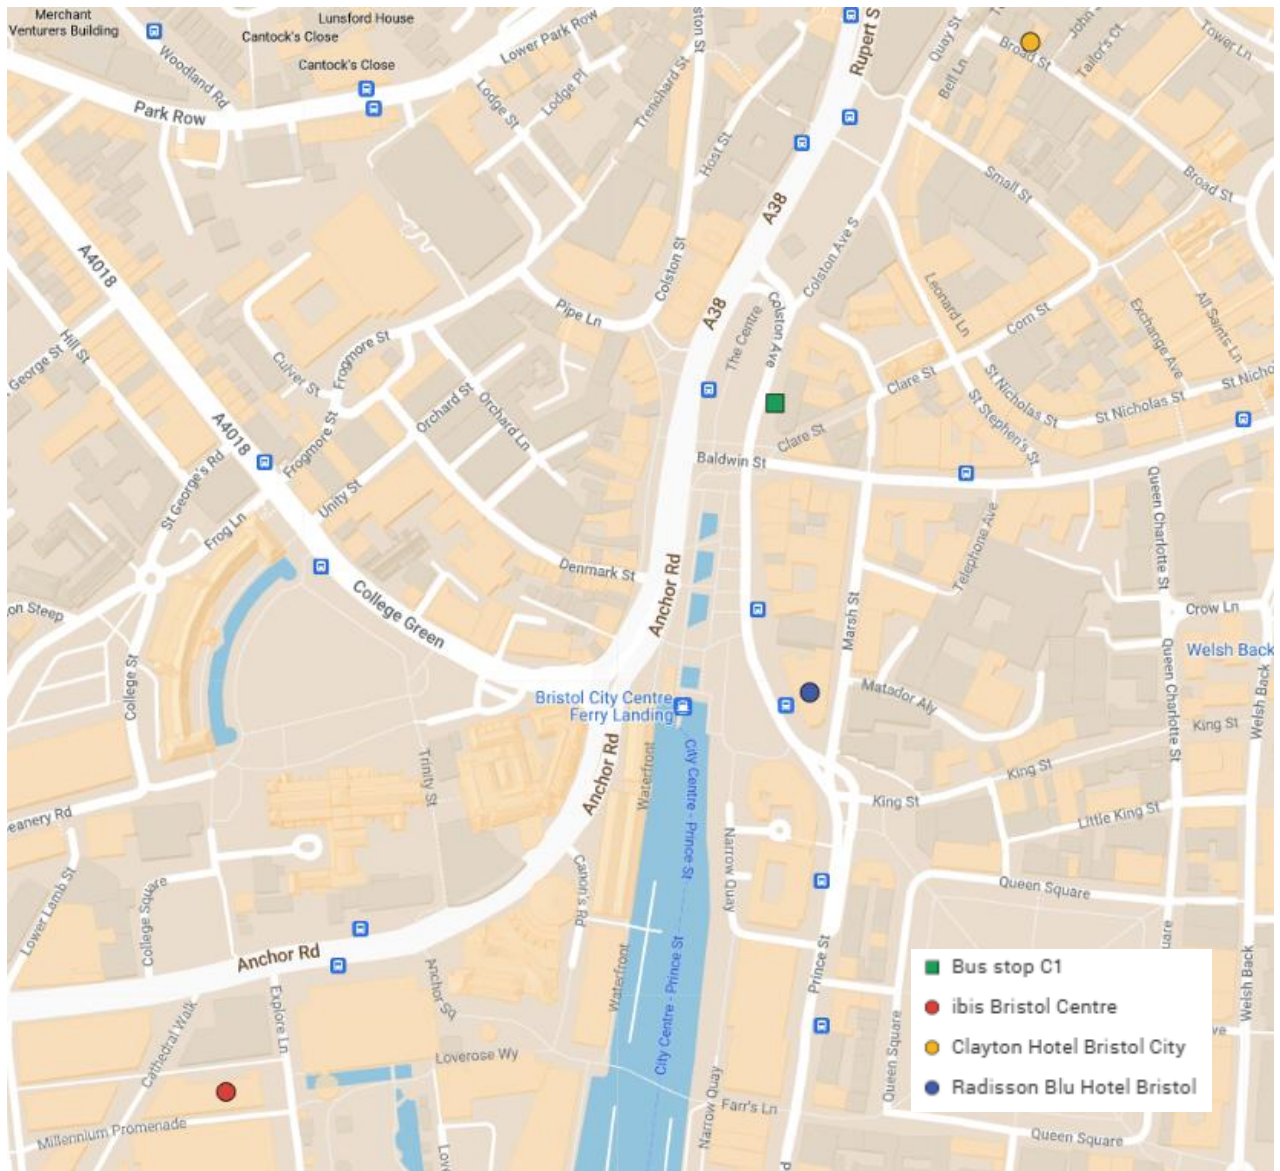 Merchant
Venturers Building
Lunsford House
Cantock's Close
Cantock's Close
Lower Park Row
Woodland Rd
Park Row
Lodge St
Lodge Pl
Trenchard St
Host St
Rupert S
Quay St
Bell Ln
Broad St
John
Tailor's Ct
Tower Ln
Small St
Broad St
A38
A4018
Colston St
Colston Ave S
Leonard Ln
Corn St
Exchange Ave
All Saints Ln
Pipe Ln
A38
The Centre
Colston Ave
Hill St
George St
Culver St
Frogmore St
Orchard St
Orchard Ln
Clare St
St Nicholas St
St Nicholas St
St Nicho
St Stephen's St
A4018
Frogmore St
Clare St
Baldwin St
St George's Rd
Unity St
Frog Ln
Queen Charlotte St
Telephone Ave
Denmark St
Anchor Rd
College Green
Marsh St
on Steep
Crow Ln
College St
Welsh Back
Queen Charlotte St
Matador Aly
Bristol City Centre
Ferry Landing
King St
Welsh Back
Trinity St
Anchor Rd
Waterfront
City Centre - Prince St
King St
King St
Little King St
eanery Rd
Narrow Quay
Canon's Rd
Queen Square
Lower Lamb St
College Square
Anchor Rd
Anchor Sq
Waterfront
City Centre - Prince St
Prince St
uare
Welsh Back
Explore Ln
Cathedral Walk
Loverose Wy
Queen Square
Narrow Quay
Farr's Ln
Millennium Promenade
Queen Square
Bus stop C1
ibis Bristol Centre
Clayton Hotel Bristol City
Radisson Blu Hotel Bristol